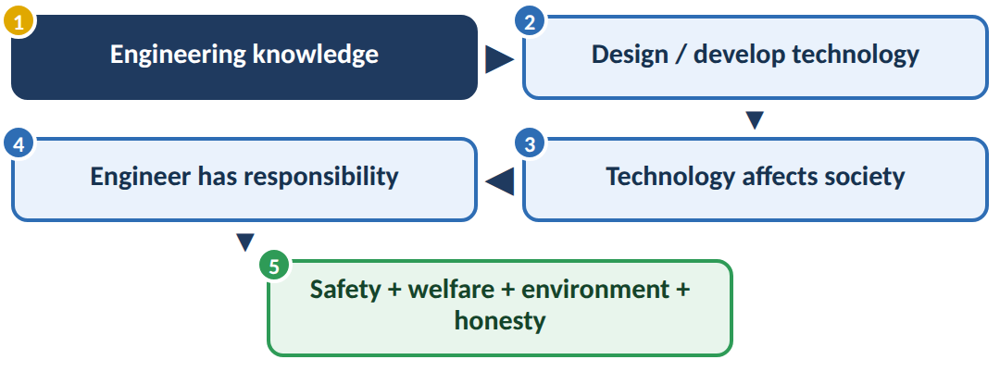 1
Engineering knowledge
2
Design / develop technology
3
Technology affects society
4
Engineer has responsibility
5
Safety + welfare + environment +
honesty